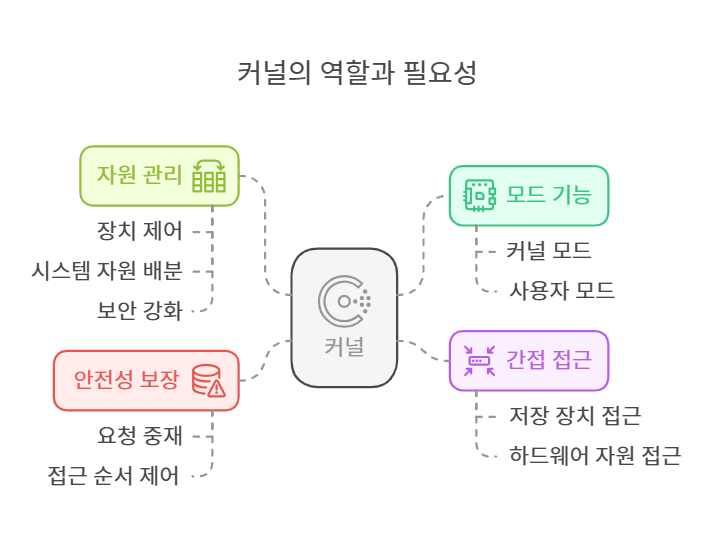 커널의 역할과 필요성
자원 관리
장치 제어
시스템 자원 배분
보안 강화
안전성 보장
요청 중재
접근 순서 제어
커널
모드 기능
커널 모드
사용자 모드
간접 접근
저장 장치 접근
하드웨어 자원 접근